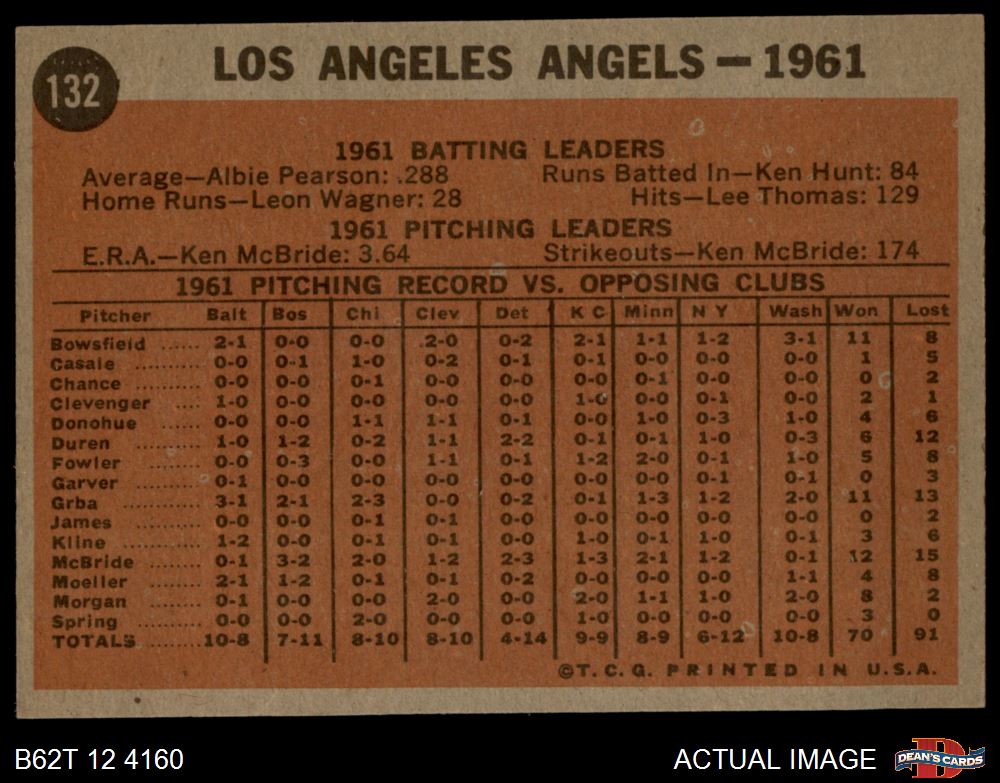 132
LOS ANGELES ANGELS — 1961
1961 BATTING LEADERS
Average—Albie Pearson: .288 Runs Batted In—Ken Hunt: 84
Home Runs—Leon Wagner: 28 Hits—Lee Thomas: 129
1961 PITCHING LEADERS
E.R.A.—Ken McBride: 3.64 Strikeouts—Ken McBride: 174
1961 PITCHING RECORD VS. OPPOSING CLUBS
Pitcher Balt Bos Chi Clev Det K C Minn N Y Wash Won Lost
Bowsfield ...... 2-1 0-0 0-0 2-0 0-2 2-1 1-1 1-2 3-1 11 8
Casale .......... 0-0 0-1 1-0 0-2 0-1 0-1 0-0 0-0 0-0 1 5
Chance .......... 0-0 0-0 0-1 0-0 0-0 0-0 0-1 0-0 0-0 0 2
Clevenger .... 1-0 0-0 0-0 0-0 0-0 1-0 0-0 0-1 0-0 2 1
Donohue ...... 0-0 0-0 1-1 1-1 0-1 0-0 1-0 0-3 1-0 4 6
Duren .......... 1-0 1-2 0-2 1-1 2-2 0-1 0-1 1-0 0-3 6 12
Fowler .......... 0-0 0-3 0-0 1-1 0-1 1-2 2-0 0-1 1-0 5 8
Garver .......... 0-0 0-1 0-0 0-0 0-0 0-0 0-0 0-1 0-1 0 3
Grba .......... 3-1 2-1 2-3 0-0 0-2 0-1 1-3 1-2 2-0 11 13
James .......... 0-0 0-0 0-1 0-1 0-0 0-0 0-0 0-0 0-0 0 2
Kline .......... 1-2 0-0 0-1 0-1 0-0 1-0 0-1 1-0 0-1 3 6
McBride ........ 0-1 3-2 2-0 1-2 2-3 1-3 2-1 1-2 0-1 12 15
Moeller ........ 2-1 1-2 0-1 0-1 0-2 0-0 0-0 0-0 1-1 4 8
Morgan ........ 0-1 0-0 0-0 2-0 0-0 2-0 1-1 1-0 2-0 8 2
Spring .......... 0-0 0-0 2-0 0-0 0-0 1-0 0-0 0-0 0-0 3 0
TOTALS .......... 10-8 7-11 8-10 8-10 4-14 9-9 8-9 6-12 10-8 70 91
©T.C.G. PRINTED IN U.S.A.
B62T 12 4160 ACTUAL IMAGE DEAN'S CARDS